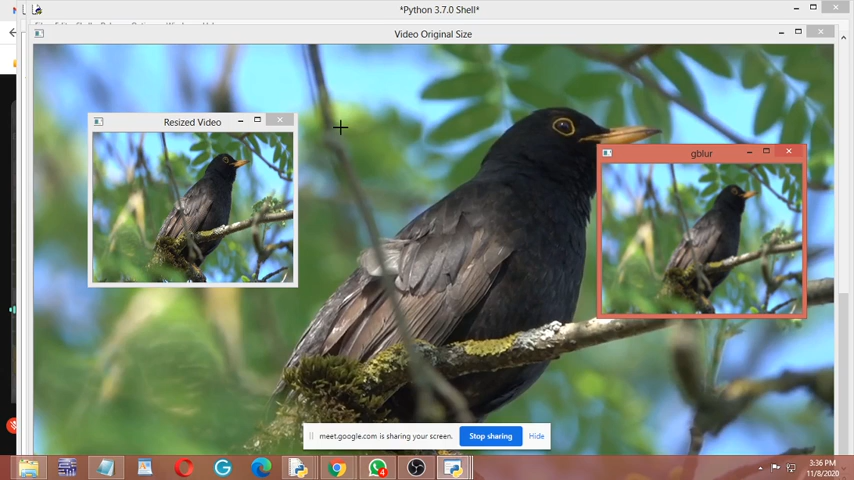 *Python 3.7.0 Shell*
Video Original Size
Resized Video
gblur
meet.google.com is sharing your screen.
Stop sharing
Hide
4
3:36 PM
11/8/2020